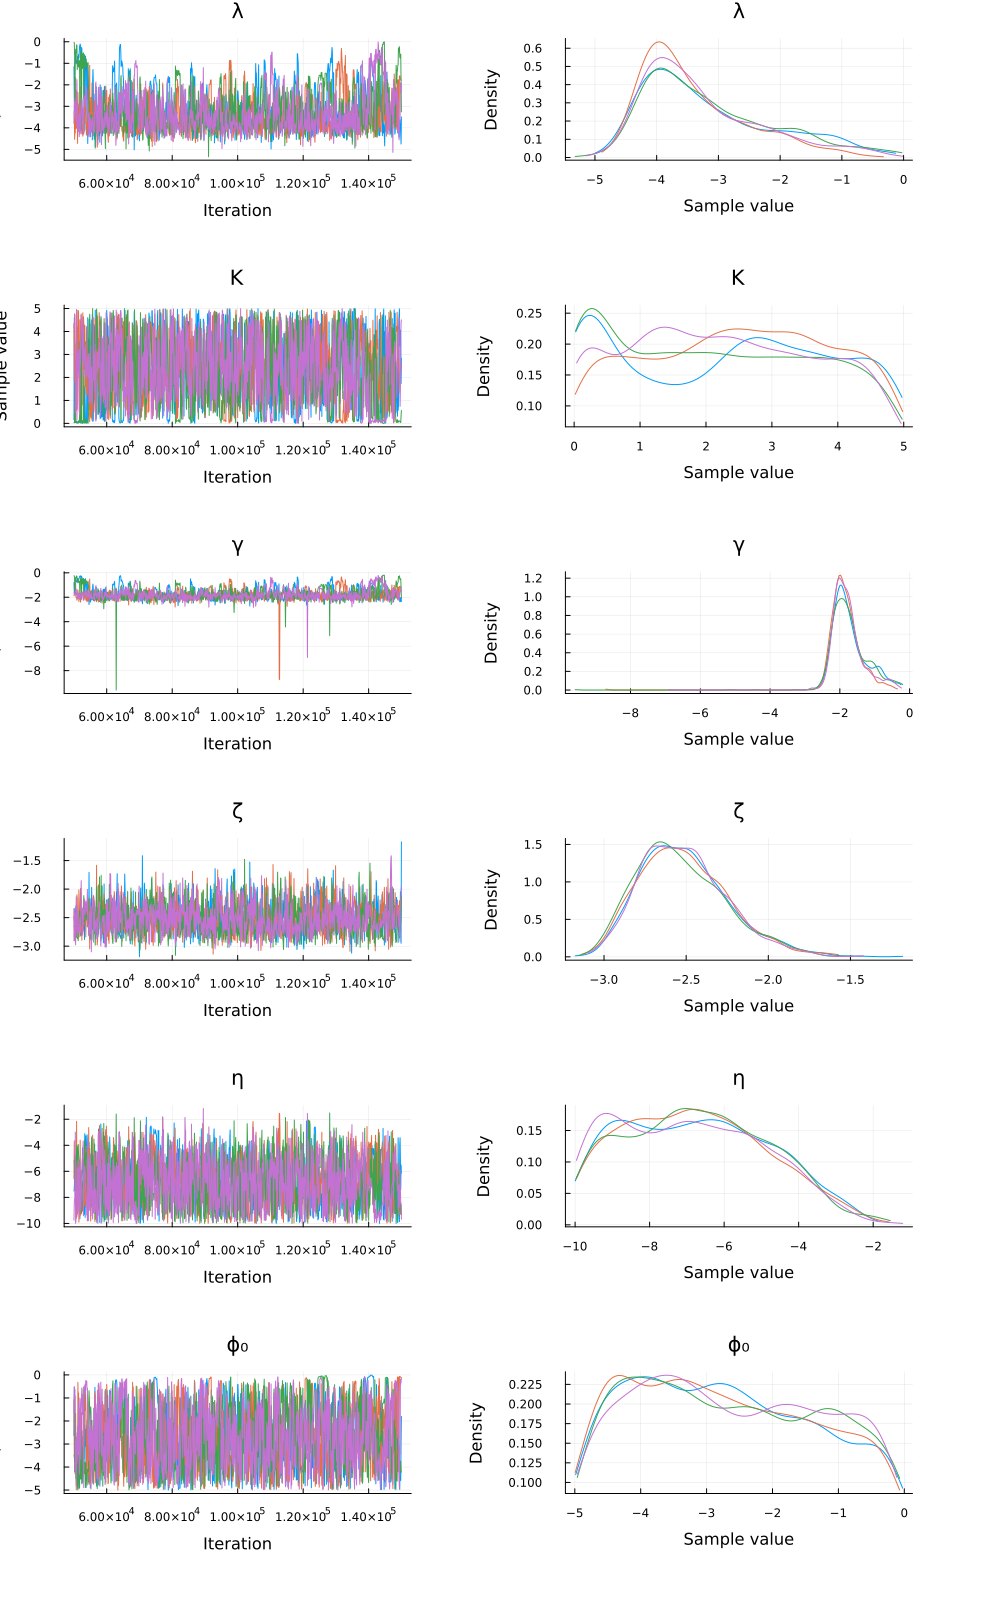 λ
λ
0
−1
−2
−3
−4
−5
6.00×10⁴ 8.00×10⁴ 1.00×10⁵ 1.20×10⁵ 1.40×10⁵
Iteration
Density
0.6
0.5
0.4
0.3
0.2
0.1
0.0
−5 −4 −3 −2 −1 0
Sample value
K
K
Sample value
5
4
3
2
1
0
6.00×10⁴ 8.00×10⁴ 1.00×10⁵ 1.20×10⁵ 1.40×10⁵
Iteration
Density
0.25
0.20
0.15
0.10
0 1 2 3 4 5
Sample value
γ
γ
0
−2
−4
−6
−8
6.00×10⁴ 8.00×10⁴ 1.00×10⁵ 1.20×10⁵ 1.40×10⁵
Iteration
Density
1.2
1.0
0.8
0.6
0.4
0.2
0.0
−8 −6 −4 −2 0
Sample value
ζ
ζ
−1.5
−2.0
−2.5
−3.0
6.00×10⁴ 8.00×10⁴ 1.00×10⁵ 1.20×10⁵ 1.40×10⁵
Iteration
Density
1.5
1.0
0.5
0.0
−3.0 −2.5 −2.0 −1.5
Sample value
η
η
−2
−4
−6
−8
−10
6.00×10⁴ 8.00×10⁴ 1.00×10⁵ 1.20×10⁵ 1.40×10⁵
Iteration
Density
0.15
0.10
0.05
0.00
−10 −8 −6 −4 −2
Sample value
ϕ₀
ϕ₀
0
−1
−2
−3
−4
−5
6.00×10⁴ 8.00×10⁴ 1.00×10⁵ 1.20×10⁵ 1.40×10⁵
Iteration
Density
0.225
0.200
0.175
0.150
0.125
0.100
−5 −4 −3 −2 −1 0
Sample value